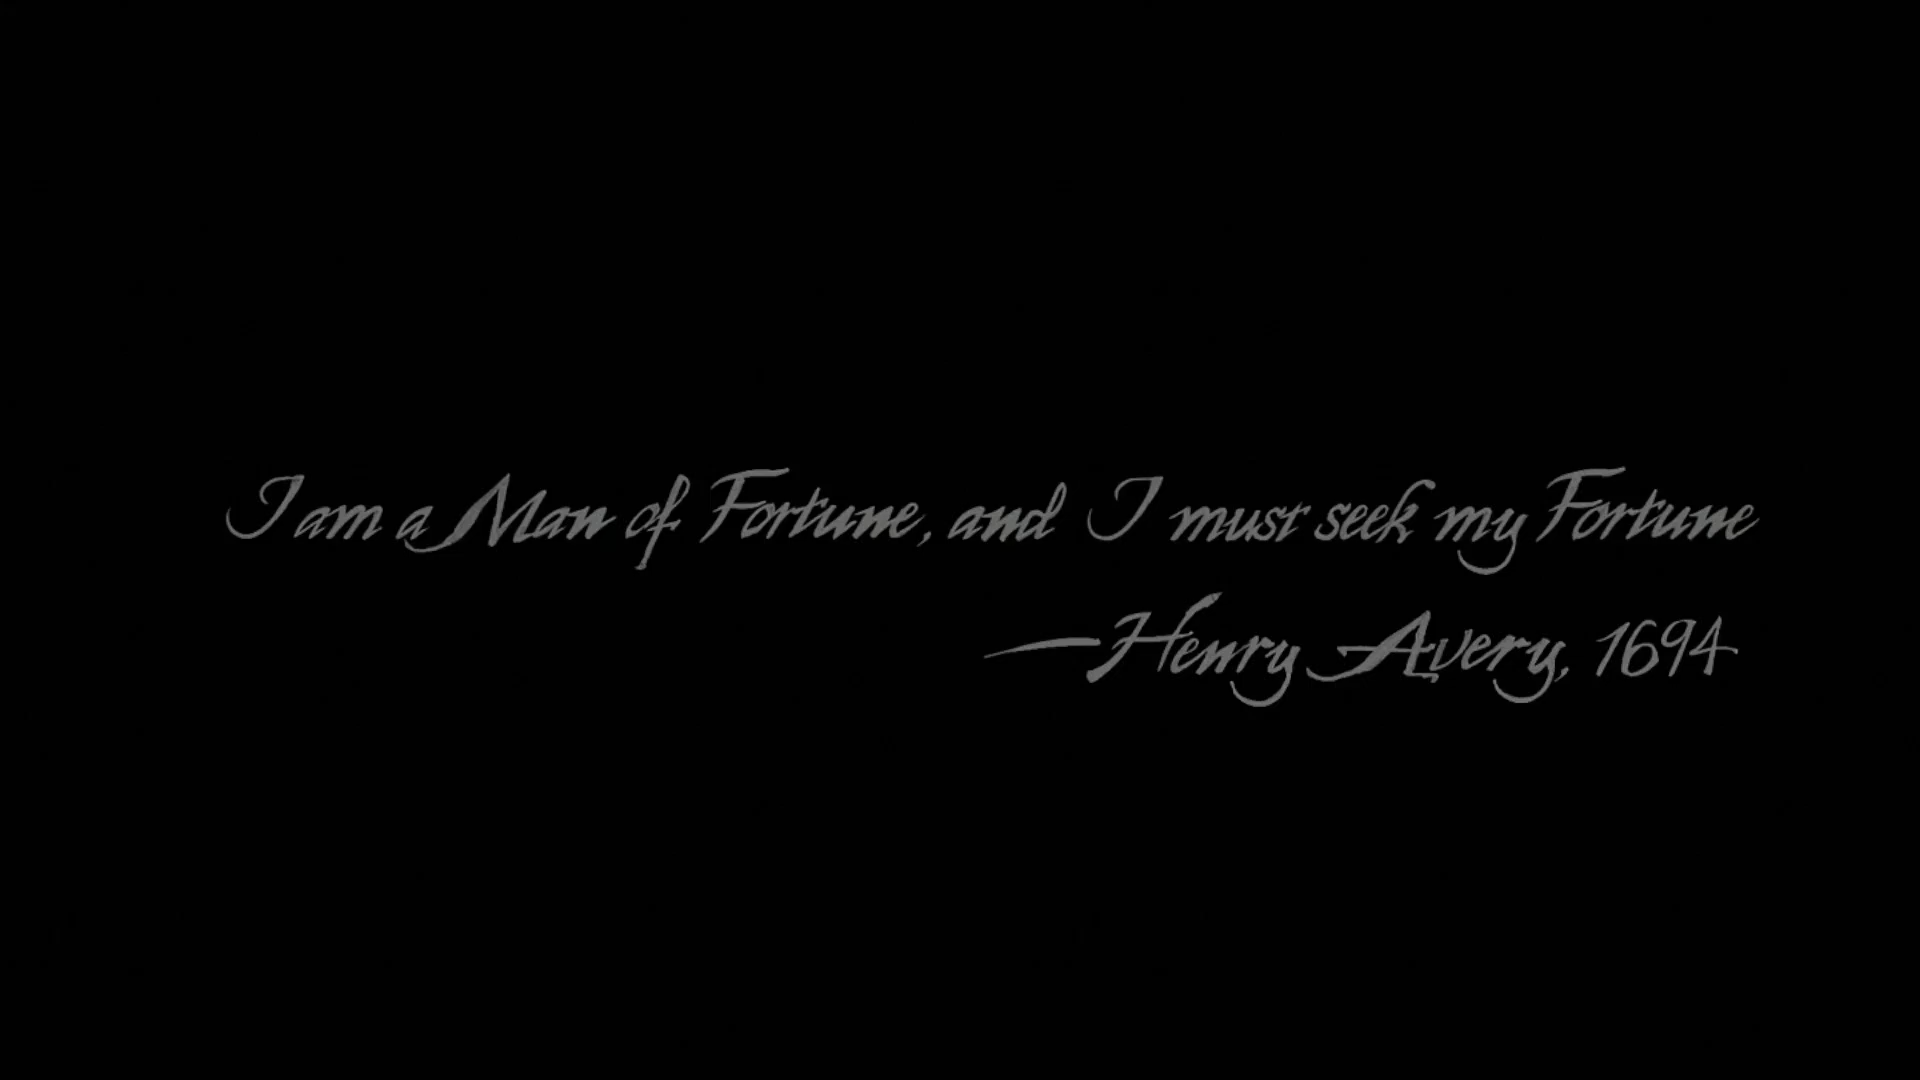 I am a Man of Fortune, and I must seek my Fortune
—Henry Avery, 1694